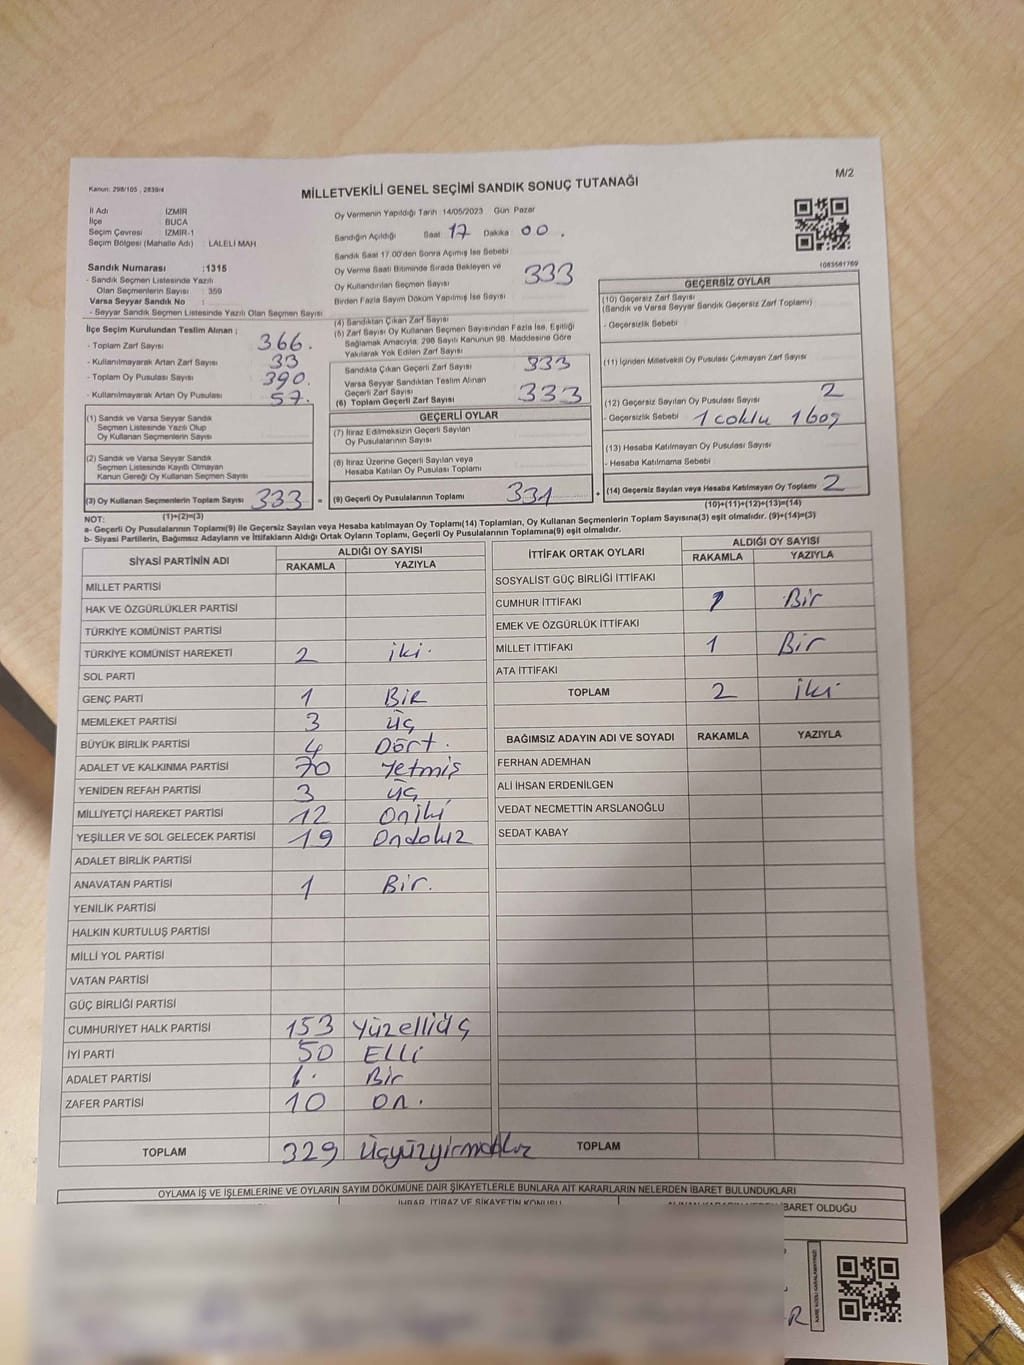 Kanun: 298/105 , 2839/4
MİLLETVEKİLİ GENEL SEÇİMİ SANDIK SONUÇ TUTANAĞI
M/2
İl Adı : İZMİR
İlçe : BUCA
Seçim Çevresi : İZMİR-1
Seçim Bölgesi (Mahalle Adı) : LALELİ MAH
Sandık Numarası : 1315
- Sandık Seçmen Listesinde Yazılı
Olan Seçmenlerin Sayısı : 359
Varsa Seyyar Sandık No :
- Seyyar Sandık Seçmen Listesinde Yazılı Olan Seçmen Sayısı
Oy Vermenin Yapıldığı Tarih :14/05/2023 Gün: Pazar
Sandığın Açıldığı Saat 17 Dakika 00 .
Sandık Saat 17.00'den Sonra Açımış İse Sebebi
Oy Verme Saati Bitiminde Sırada Bekleyen ve
Oy Kullandırılan Seçmen Sayısı 333
Birden Fazla Sayım Döküm Yapılmış İse Sayısı
1083581769
İlçe Seçim Kurulundan Teslim Alınan ;
- Toplam Zarf Sayısı 366.
- Kullanılmayarak Artan Zarf Sayısı 33
- Toplam Oy Pusulası Sayısı 390.
- Kullanılmayarak Artan Oy Pusulası 57.
(1) Sandık ve Varsa Seyyar Sandık
Seçmen Listesinde Yazılı Olup
Oy Kullanan Seçmenlerin Sayısı
(2) Sandık ve Varsa Seyyar Sandık
Seçmen Listesinde Kayıtlı Olmayan
Kanun Gereği Oy Kullanan Seçmen Sayısı
(3) Oy Kullanan Seçmenlerin Toplam Sayısı 333 =
(1)+(2)=(3)
(4) Sandıktan Çıkan Zarf Sayısı
(5) Zarf Sayısı Oy Kullanan Seçmen Sayısından Fazla İse, Eşitliği
Sağlamak Amacıyla, 298 Sayılı Kanunun 98. Maddesine Göre
Yakılarak Yok Edilen Zarf Sayısı
Sandıkta Çıkan Geçerli Zarf Sayısı 333
Varsa Seyyar Sandıktan Teslim Alınan
Geçerli Zarf Sayısı
(6) Toplam Geçerli Zarf Sayısı 333
GEÇERLİ OYLAR
(7) İtiraz Edilmeksizin Geçerli Sayılan
Oy Pusulalarının Sayısı
(8) İtiraz Üzerine Geçerli Sayılan veya
Hesaba Katılan Oy Pusulası Toplamı
(9) Geçerli Oy Pusulalarının Toplamı 331 +
GEÇERSİZ OYLAR
(10) Geçersiz Zarf Sayısı
(Sandık ve Varsa Seyyar Sandık Geçersiz Zarf Toplamı)
- Geçersizlik Sebebi
(11) İçinden Milletvekili Oy Pusulası Çıkmayan Zarf Sayısı
(12) Geçersiz Sayılan Oy Pusulası Sayısı 2
- Geçersizlik Sebebi 1 çoklu 1 boş
(13) Hesaba Katılmayan Oy Pusulası Sayısı
- Hesaba Katılmama Sebebi
(14) Geçersiz Sayılan veya Hesaba Katılmayan Oy Toplamı 2
(10)+(11)+(12)+(13)=(14)
NOT:
a- Geçerli Oy Pusulalarının Toplamı(9) ile Geçersiz Sayılan veya Hesaba katılmayan Oy Toplamı(14) Toplamları, Oy Kullanan Seçmenlerin Toplam Sayısına(3) eşit olmalıdır. (9)+(14)=(3)
b- Siyasi Partilerin, Bağımsız Adayların ve İttifakların Aldığı Ortak Oyların Toplamı, Geçerli Oy Pusulalarının Toplamına(9) eşit olmalıdır.
SİYASİ PARTİNİN ADI
ALDIĞI OY SAYISI
RAKAMLA YAZIYLA
MİLLET PARTİSİ
HAK VE ÖZGÜRLÜKLER PARTİSİ
TÜRKİYE KOMÜNİST PARTİSİ
TÜRKİYE KOMÜNİST HAREKETİ 2 iki.
SOL PARTİ
GENÇ PARTİ 1 BİR
MEMLEKET PARTİSİ 3 üç
BÜYÜK BİRLİK PARTİSİ 4 Dört.
ADALET VE KALKINMA PARTİSİ 70 Yetmiş
YENİDEN REFAH PARTİSİ 3 üç
MİLLİYETÇİ HAREKET PARTİSİ 12 Oniki
YEŞİLLER VE SOL GELECEK PARTİSİ 19 Ondokuz
ADALET BİRLİK PARTİSİ
ANAVATAN PARTİSİ 1 Bir.
YENİLİK PARTİSİ
HALKIN KURTULUŞ PARTİSİ
MİLLİ YOL PARTİSİ
VATAN PARTİSİ
GÜÇ BİRLİĞİ PARTİSİ
CUMHURİYET HALK PARTİSİ 153 Yüzelliüç
İYİ PARTİ 50 Elli
ADALET PARTİSİ 1. Bir
ZAFER PARTİSİ 10 on.
TOPLAM 329 üçyüzyirmidokuz
İTTİFAK ORTAK OYLARI
ALDIĞI OY SAYISI
RAKAMLA YAZIYLA
SOSYALİST GÜÇ BİRLİĞİ İTTİFAKI
CUMHUR İTTİFAKI 1 Bir
EMEK VE ÖZGÜRLÜK İTTİFAKI
MİLLET İTTİFAKI 1 Bir
ATA İTTİFAKI
TOPLAM 2 iki
BAĞIMSIZ ADAYIN ADI VE SOYADI RAKAMLA YAZIYLA
FERHAN ADEMHAN
ALİ İHSAN ERDENİLGEN
VEDAT NECMETTİN ARSLANOĞLU
SEDAT KABAY
TOPLAM
OYLAMA İŞ VE İŞLEMLERİNE VE OYLARIN SAYIM DÖKÜMÜNE DAİR ŞİKAYETLERLE BUNLARA AİT KARARLARIN NELERDEN İBARET BULUNDUKLARI
İHBAR, İTİRAZ VE ŞİKAYETİN KONUSU
İBARET OLDUĞU